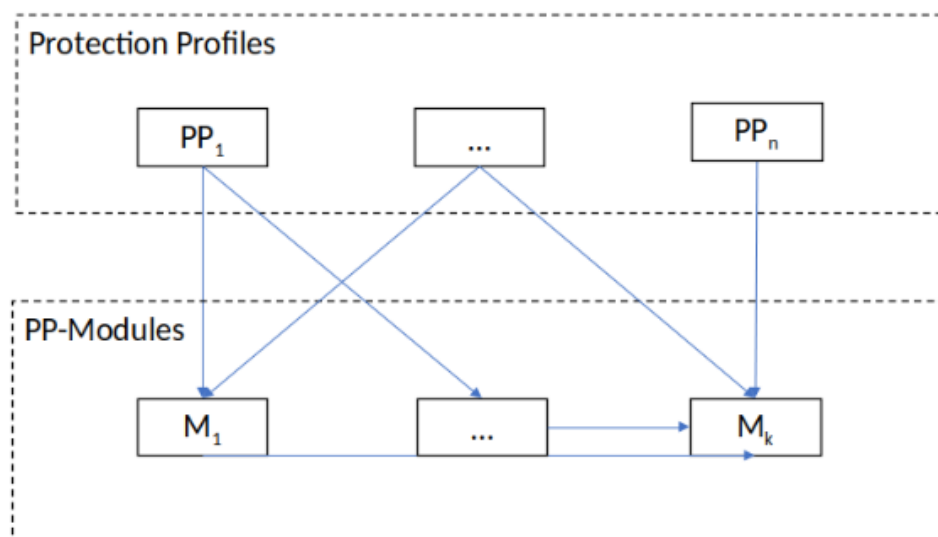 Protection Profiles
PP₁
...
PPₙ
PP-Modules
M₁
...
Mₖ